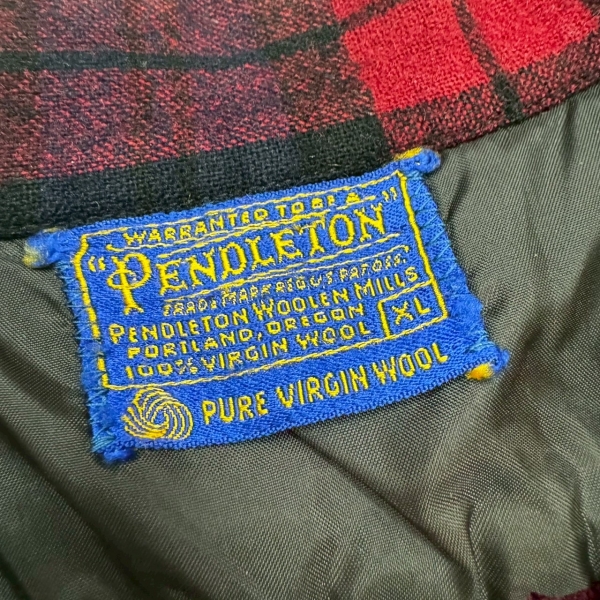 WARRANTED TO BE A
"PENDLETON"
TRADE MARK REG US PAT OFF.
PENDLETON WOOLEN MILLS
PORTLAND, OREGON
100% VIRGIN WOOL
XL
PURE VIRGIN WOOL